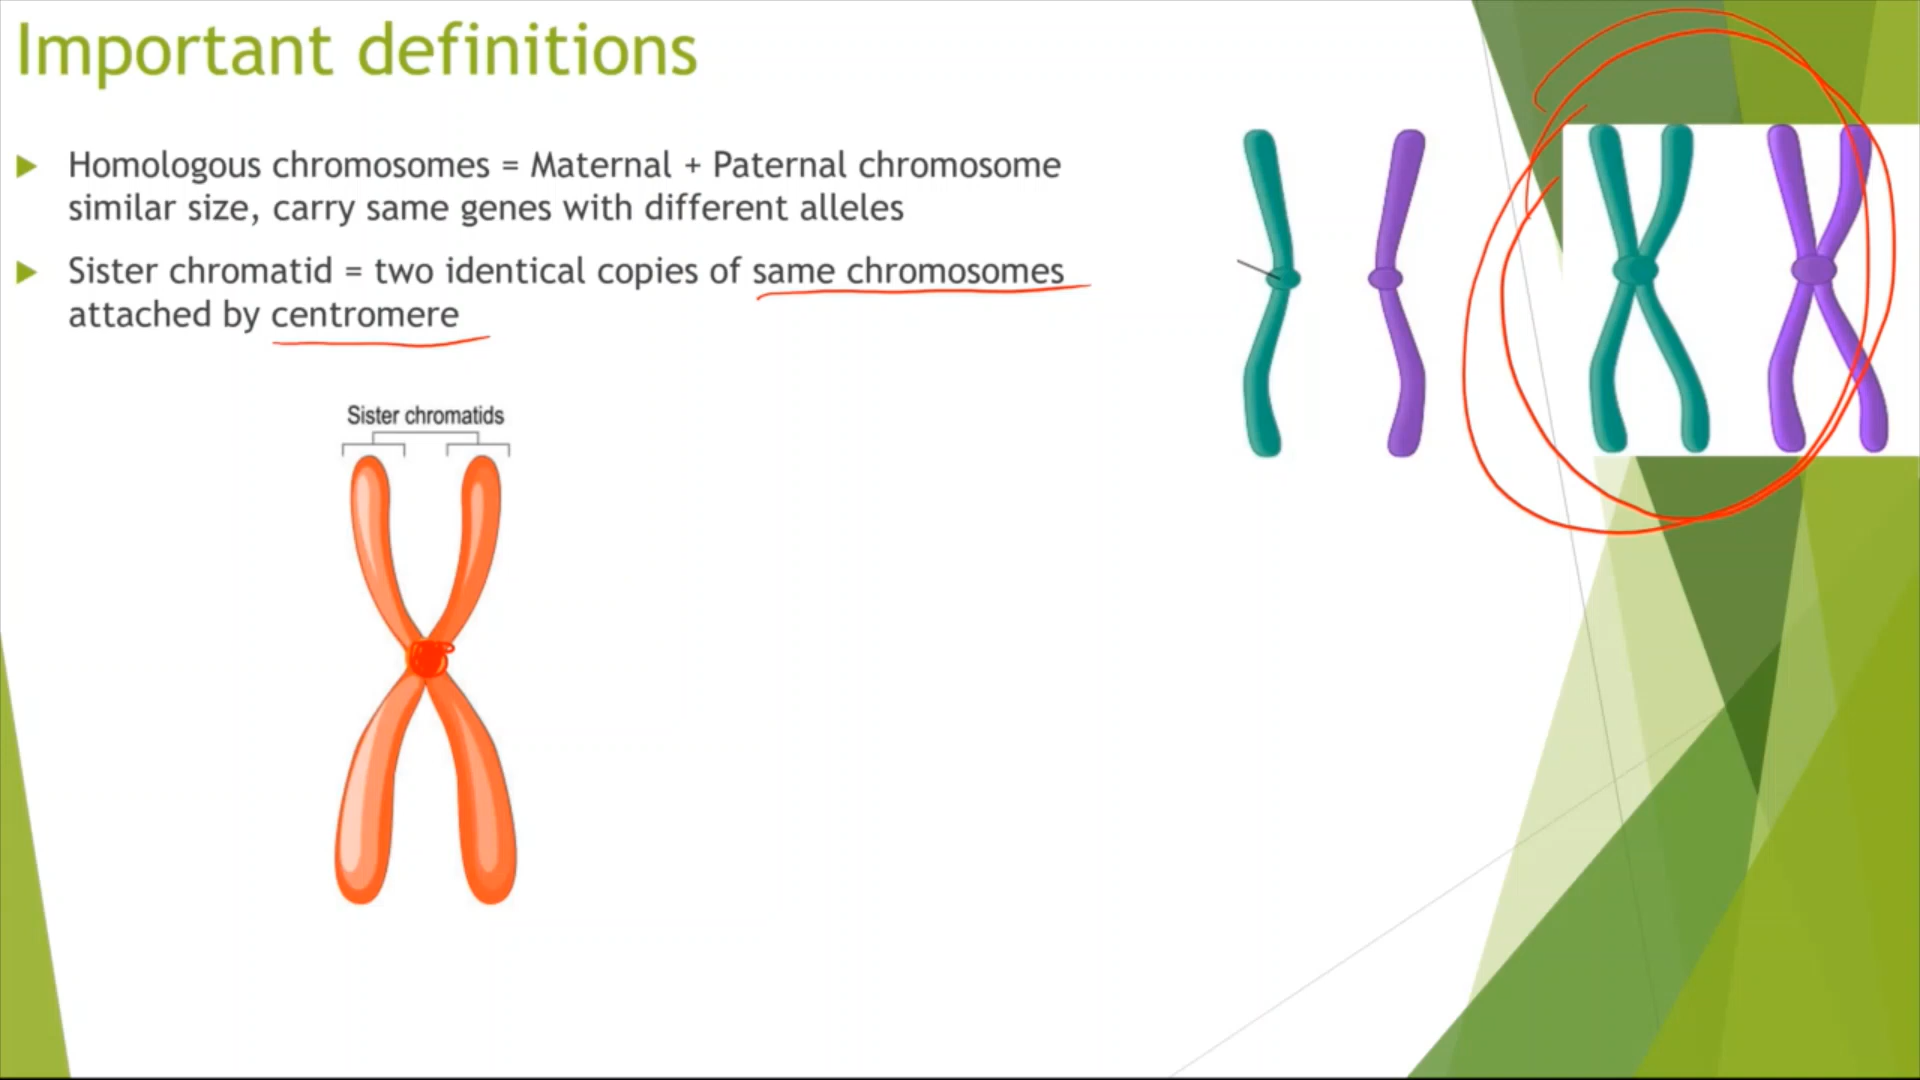 Important definitions
Homologous chromosomes = Maternal + Paternal chromosome
similar size, carry same genes with different alleles
Sister chromatid = two identical copies of same chromosomes
attached by centromere
Sister chromatids